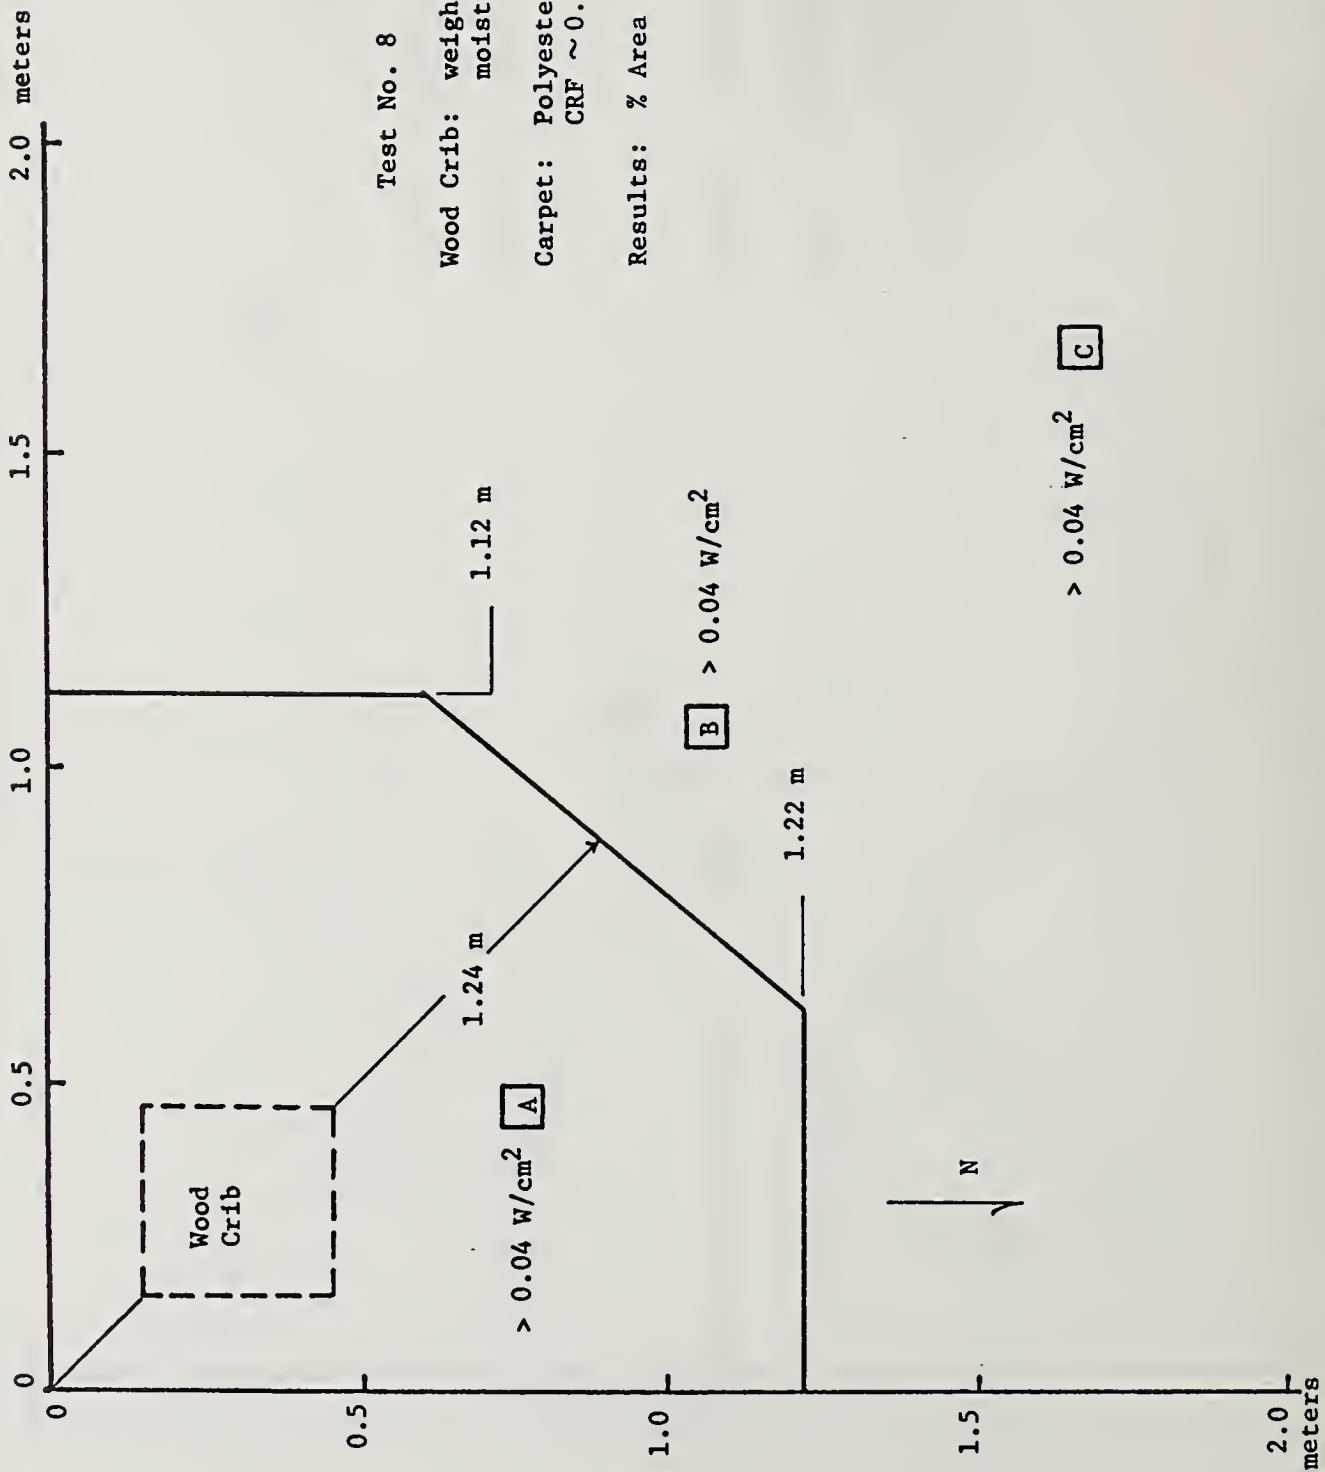 0
0.5
1.0
1.5
2.0 meters
0
0.5
1.0
1.5
2.0
meters
Wood
Crib
> 0.04 W/cm² A
1.24 m
1.12 m
B > 0.04 W/cm²
1.22 m
> 0.04 W/cm² C
N
Test No. 8
Wood Crib: weigh
moist
Carpet: Polyeste
CRF ~0.
Results: % Area